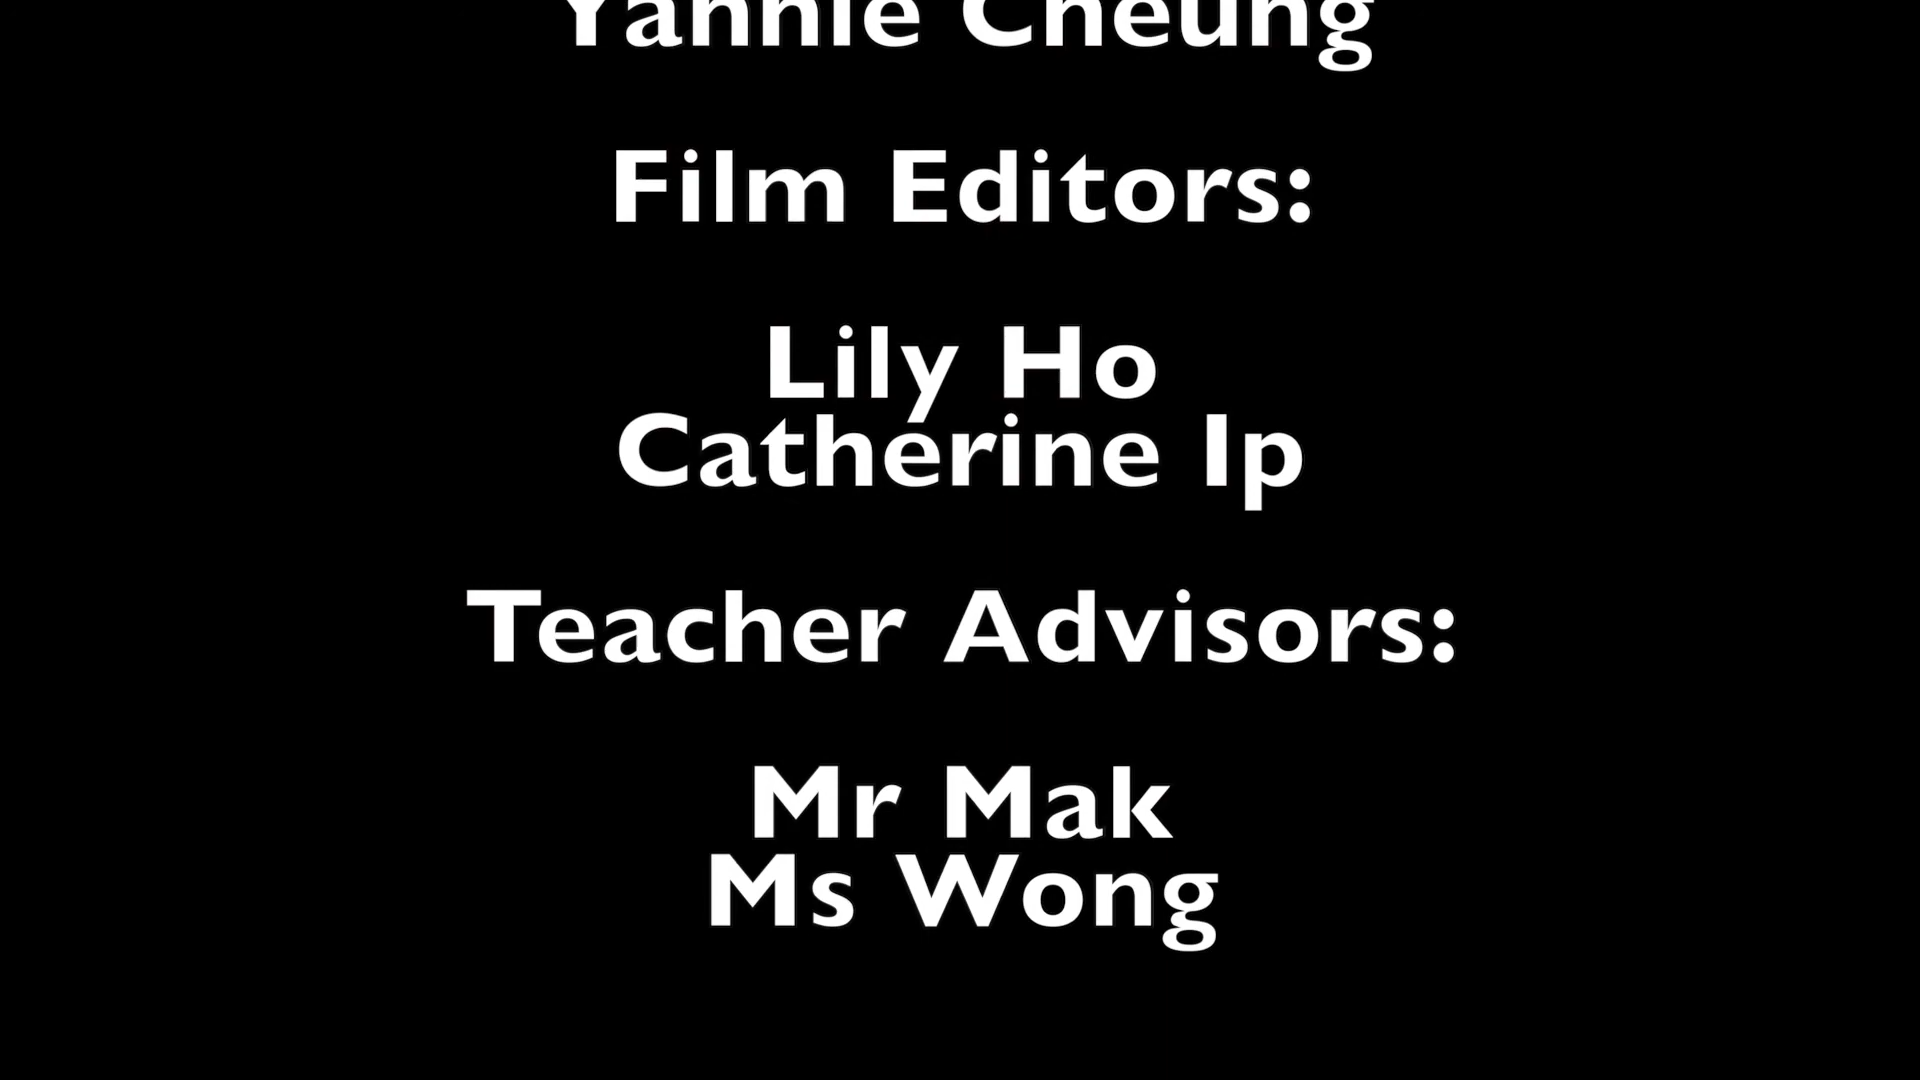 Yannie Cheung
Film Editors:
Lily Ho
Catherine Ip
Teacher Advisors:
Mr Mak
Ms Wong